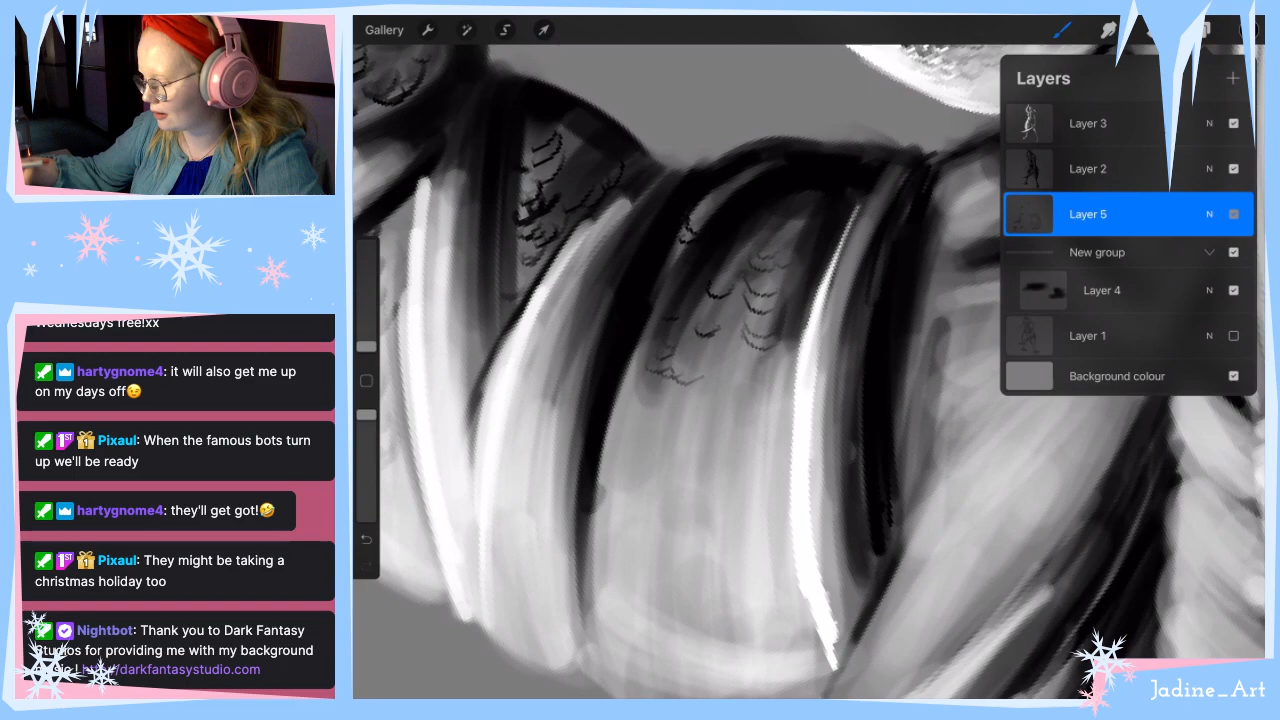 Wednesdays free!xx
hartygnome4: it will also get me up
on my days off😉
Pixaul: When the famous bots turn
up we'll be ready
hartygnome4: they'll get got!🤣
Pixaul: They might be taking a
christmas holiday too
Nightbot: Thank you to Dark Fantasy
Studios for providing me with my background
darkfantasystudio.com
Gallery
Layers
Layer 3 N
Layer 2 N
Layer 5 N
New group
Layer 4 N
Layer 1 N
Background colour
Jadine_Art